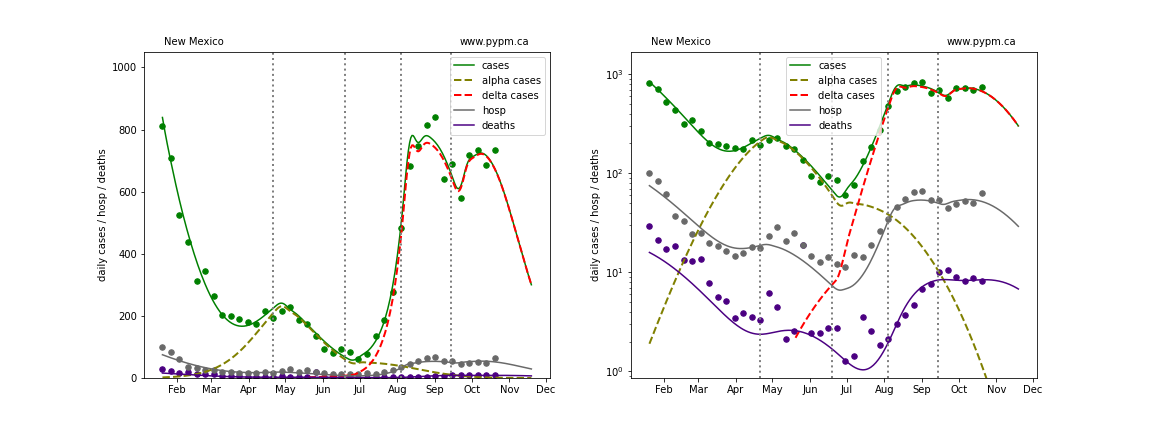 New Mexico www.pypm.ca
cases
alpha cases
delta cases
hosp
deaths
daily cases / hosp / deaths
1000
800
600
400
200
0
Feb Mar Apr May Jun Jul Aug Sep Oct Nov Dec
New Mexico www.pypm.ca
cases
alpha cases
delta cases
hosp
deaths
daily cases / hosp / deaths
10³
10²
10¹
10⁰
Feb Mar Apr May Jun Jul Aug Sep Oct Nov Dec